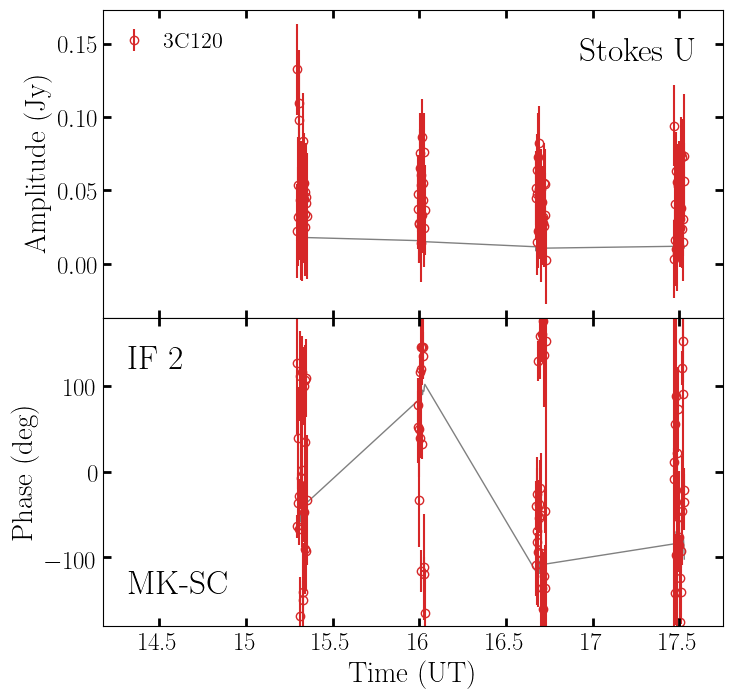 3C120
Stokes U
Amplitude (Jy)
0.15
0.10
0.05
0.00
IF 2
MK-SC
Phase (deg)
100
0
−100
14.5 15 15.5 16 16.5 17 17.5
Time (UT)